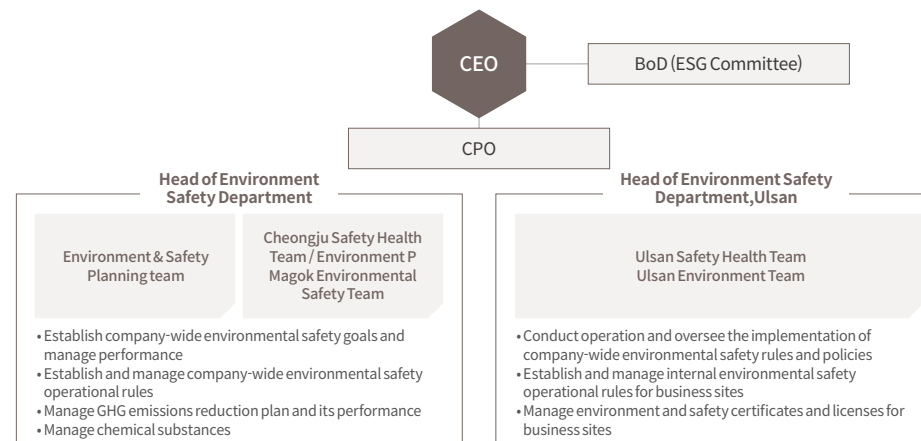 CEO
BoD (ESG Committee)
CPO
Head of Environment
Safety Department
Environment & Safety
Planning team
Cheongju Safety Health
Team / Environment P
Magok Environmental
Safety Team
• Establish company-wide environmental safety goals and
manage performance
• Establish and manage company-wide environmental safety
operational rules
• Manage GHG emissions reduction plan and its performance
• Manage chemical substances
Head of Environment Safety
Department,Ulsan
Ulsan Safety Health Team
Ulsan Environment Team
• Conduct operation and oversee the implementation of
company-wide environmental safety rules and policies
• Establish and manage internal environmental safety
operational rules for business sites
• Manage environment and safety certificates and licenses for
business sites